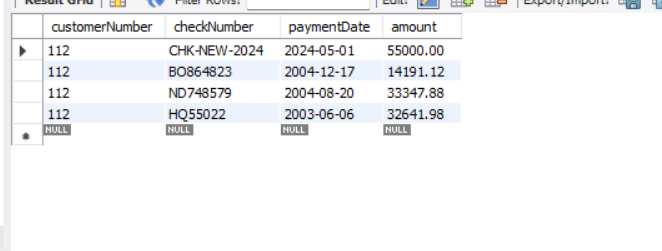 Result Grid Filter Rows: Edit: Export/Import:
customerNumber checkNumber paymentDate amount
112 CHK-NEW-2024 2024-05-01 55000.00
112 BO864823 2004-12-17 14191.12
112 ND748579 2004-08-20 33347.88
112 HQ55022 2003-06-06 32641.98
NULL NULL NULL NULL